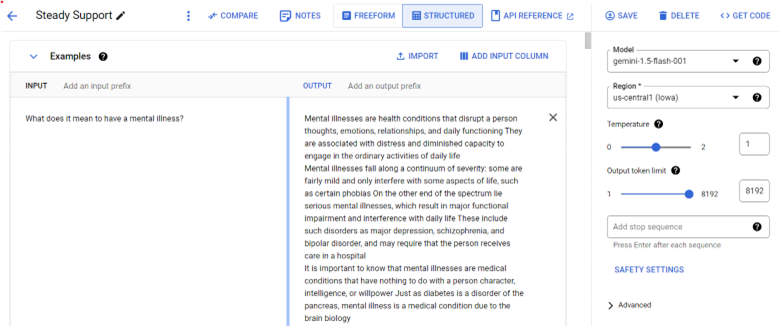 Steady Support
COMPARE
NOTES
FREEFORM
STRUCTURED
API REFERENCE
SAVE
DELETE
GET CODE
Examples
IMPORT
ADD INPUT COLUMN
INPUT Add an input prefix
OUTPUT Add an output prefix
What does it mean to have a mental illness?
Mental illnesses are health conditions that disrupt a person
thoughts, emotions, relationships, and daily functioning They
are associated with distress and diminished capacity to
engage in the ordinary activities of daily life
Mental illnesses fall along a continuum of severity: some are
fairly mild and only interfere with some aspects of life, such
as certain phobias On the other end of the spectrum lie
serious mental illnesses, which result in major functional
impairment and interference with daily life These include
such disorders as major depression, schizophrenia, and
bipolar disorder, and may require that the person receives
care in a hospital
It is important to know that mental illnesses are medical
conditions that have nothing to do with a person character,
intelligence, or willpower Just as diabetes is a disorder of the
pancreas, mental illness is a medical condition due to the
brain biology
Model
gemini-1.5-flash-001
Region *
us-central1 (Iowa)
Temperature
0 2 1
Output token limit
1 8192 8192
Add stop sequence
Press Enter after each sequence
SAFETY SETTINGS
Advanced